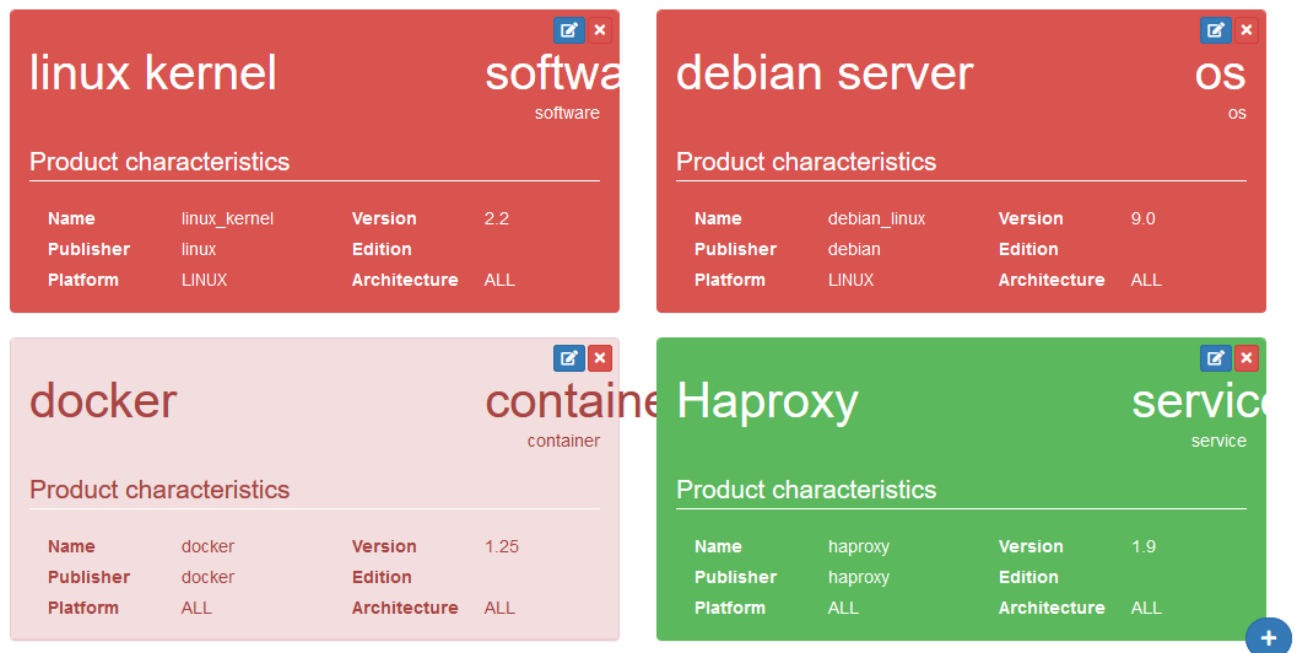 linux kernel softwa
software
Product characteristics
Name linux_kernel Version 2.2
Publisher linux Edition
Platform LINUX Architecture ALL
debian server os
os
Product characteristics
Name debian_linux Version 9.0
Publisher debian Edition
Platform LINUX Architecture ALL
docker containe
container
Product characteristics
Name docker Version 1.25
Publisher docker Edition
Platform ALL Architecture ALL
Haproxy service
service
Product characteristics
Name haproxy Version 1.9
Publisher haproxy Edition
Platform ALL Architecture ALL